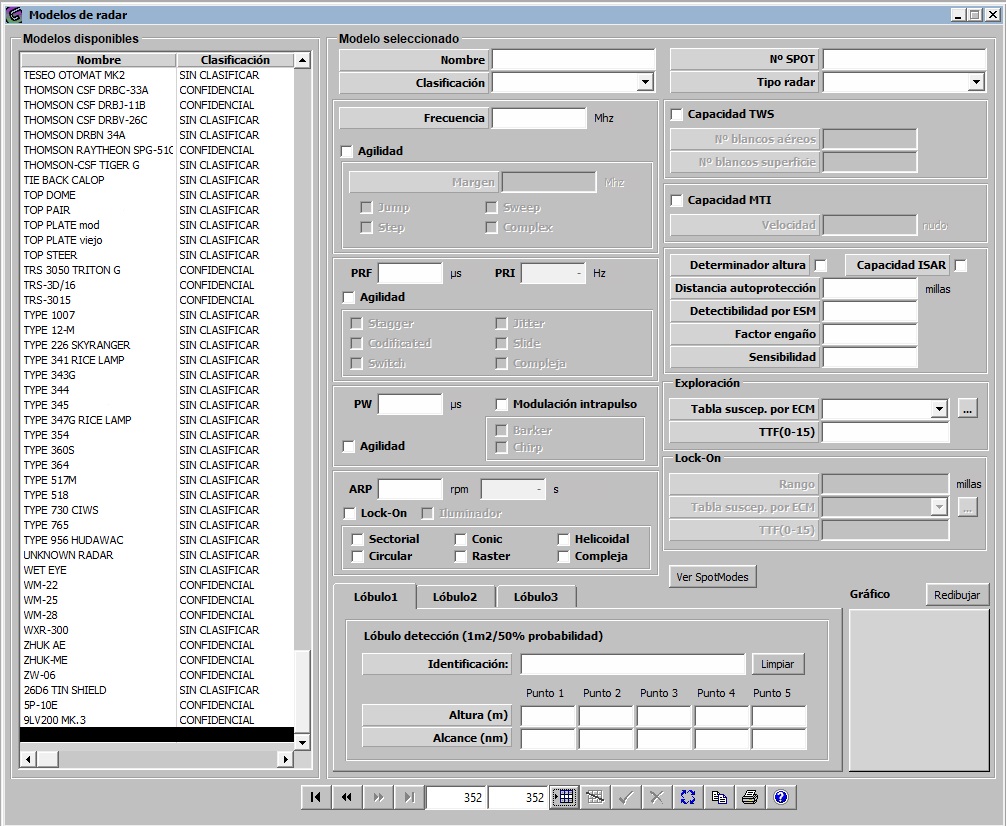 Modelos de radar
Modelos disponibles
Nombre Clasificación
TESEO OTOMAT MK2 SIN CLASIFICAR
THOMSON CSF DRBC-33A CONFIDENCIAL
THOMSON CSF DRBJ-11B CONFIDENCIAL
THOMSON CSF DRBV-26C CONFIDENCIAL
THOMSON DRBN 34A CONFIDENCIAL
THOMSON RAYTHEON SPG-51C CONFIDENCIAL
THOMSON-CSF TIGER G SIN CLASIFICAR
TIE BACK CALOP SIN CLASIFICAR
TOP DOME SIN CLASIFICAR
TOP PAIR SIN CLASIFICAR
TOP PLATE mod SIN CLASIFICAR
TOP PLATE viejo SIN CLASIFICAR
TOP STEER SIN CLASIFICAR
TRS 3050 TRITON G CONFIDENCIAL
TRS-3D/16 CONFIDENCIAL
TRS-3015 CONFIDENCIAL
TYPE 1007 SIN CLASIFICAR
TYPE 12-M SIN CLASIFICAR
TYPE 226 SKYRANGER SIN CLASIFICAR
TYPE 341 RICE LAMP SIN CLASIFICAR
TYPE 343G SIN CLASIFICAR
TYPE 344 SIN CLASIFICAR
TYPE 345 SIN CLASIFICAR
TYPE 347G RICE LAMP SIN CLASIFICAR
TYPE 354 SIN CLASIFICAR
TYPE 360S SIN CLASIFICAR
TYPE 364 SIN CLASIFICAR
TYPE 517M SIN CLASIFICAR
TYPE 518 SIN CLASIFICAR
TYPE 730 CIWS SIN CLASIFICAR
TYPE 765 SIN CLASIFICAR
TYPE 956 HUDAWAC SIN CLASIFICAR
UNKNOWN RADAR SIN CLASIFICAR
WET EYE SIN CLASIFICAR
WM-22 CONFIDENCIAL
WM-25 CONFIDENCIAL
WM-28 CONFIDENCIAL
WXR-300 SIN CLASIFICAR
ZHUK AE CONFIDENCIAL
ZHUK-ME CONFIDENCIAL
ZW-06 CONFIDENCIAL
26D6 TIN SHIELD SIN CLASIFICAR
5P-10E CONFIDENCIAL
9LV200 MK.3 CONFIDENCIAL
Modelo seleccionado
Nombre
Nº SPOT
Clasificación
Tipo radar
Frecuencia Mhz
Agilidad
Margen Mhz
Jump Sweep
Step Complex
PRF µs PRI - Hz
Agilidad
Stagger Jitter
Codificated Slide
Switch Compleja
PW µs Modulación intrapulso
Barker
Agilidad
Chirp
ARP rpm - s
Lock-On Iluminador
Sectorial Conic Helicoidal
Circular Raster Compleja
Capacidad TWS
Nº blancos aéreos
Nº blancos superficie
Capacidad MTI
Velocidad nudo
Determinador altura Capacidad ISAR
Distancia autoprotección millas
Detectibilidad por ESM
Factor engaño
Sensibilidad
Exploración
Tabla suscep. por ECM ...
TTF(0-15)
Lock-On
Rango millas
Tabla suscep. por ECM ...
TTF(0-15)
Ver SpotModes
Lóbulo1 Lóbulo2 Lóbulo3
Lóbulo detección (1m2/50% probabilidad)
Identificación: Limpiar
Punto 1 Punto 2 Punto 3 Punto 4 Punto 5
Altura (m)
Alcance (nm)
Gráfico Redibujar
352 352